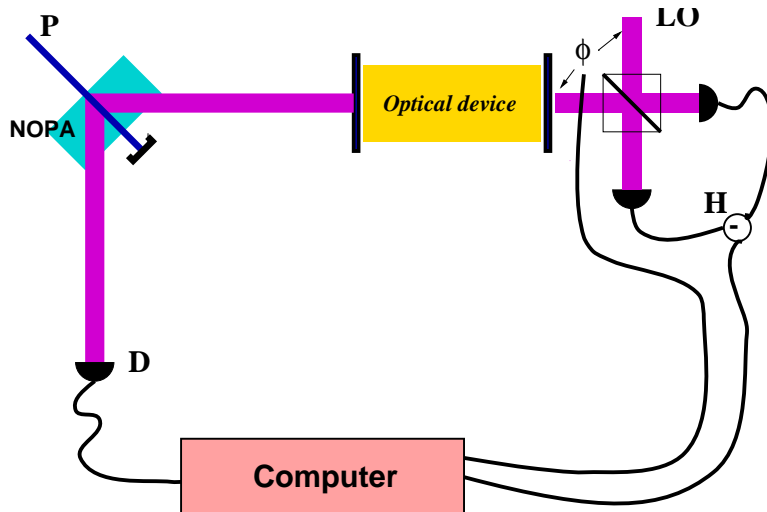 P
LO
ϕ
Optical device
NOPA
H
-
D
Computer